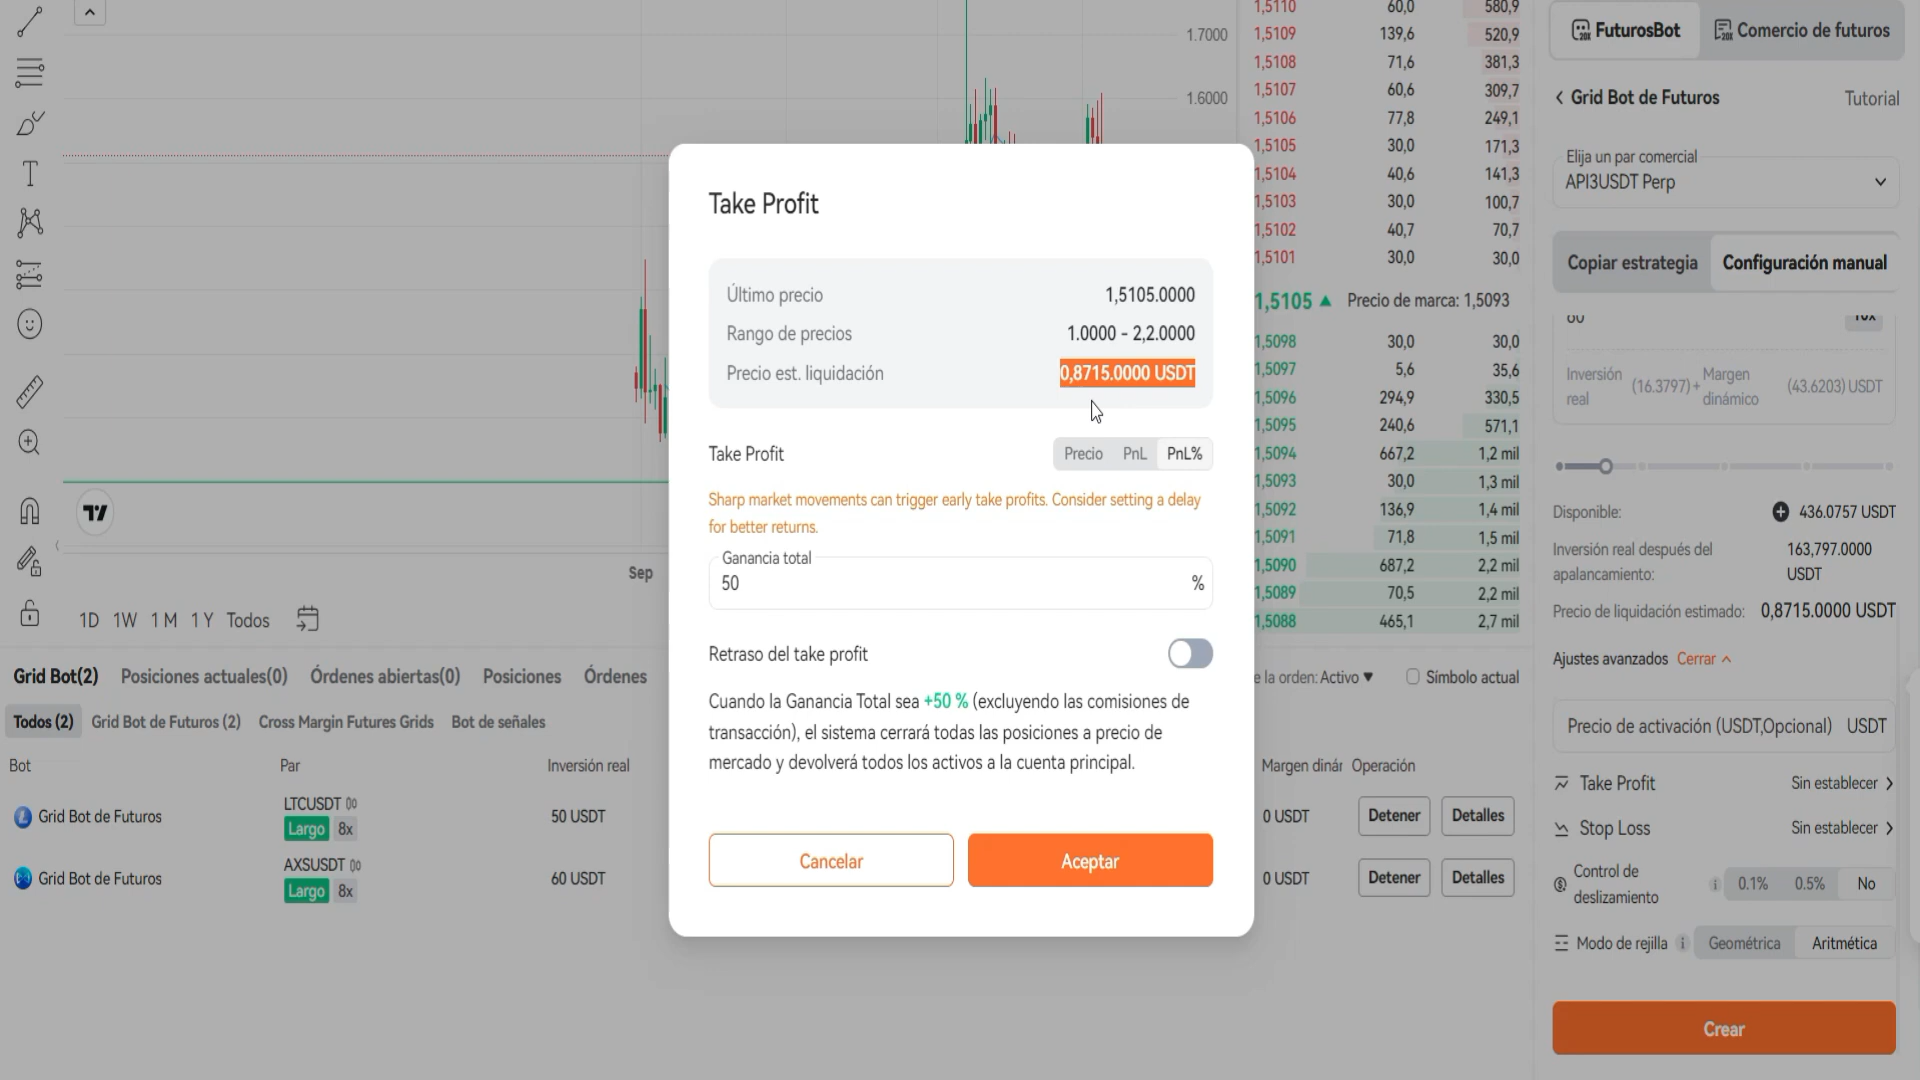 1.7000
1.6000
Sep
1D 1W 1 M 1 Y Todos
1,5110 60,0 580,9
1,5109 139,6 520,9
1,5108 71,6 381,3
1,5107 60,6 309,7
1,5106 77,8 249,1
1,5105 30,0 171,3
1,5104 40,6 141,3
1,5103 30,0 100,7
1,5102 40,7 70,7
1,5101 30,0 30,0
1,5105 ▲ Precio de marca: 1,5093
1,5098 30,0 30,0
1,5097 5,6 35,6
1,5096 294,9 330,5
1,5095 240,6 571,1
1,5094 667,2 1,2 mil
1,5093 30,0 1,3 mil
1,5092 136,9 1,4 mil
1,5091 71,8 1,5 mil
1,5090 687,2 2,2 mil
1,5089 70,5 2,2 mil
1,5088 465,1 2,7 mil
Take Profit
Último precio 1,5105.0000
Rango de precios 1.0000 - 2,2.0000
Precio est. liquidación 0,8715.0000 USDT
Take Profit Precio PnL PnL%
Sharp market movements can trigger early take profits. Consider setting a delay
for better returns.
Ganancia total
50 %
Retraso del take profit
Cuando la Ganancia Total sea +50 % (excluyendo las comisiones de
transacción), el sistema cerrará todas las posiciones a precio de
mercado y devolverá todos los activos a la cuenta principal.
Cancelar Aceptar
FuturosBot Comercio de futuros
< Grid Bot de Futuros Tutorial
Elija un par comercial
API3USDT Perp
Copiar estrategia Configuración manual
60 10x
Inversión real (16.3797) + Margen dinámico (43.6203) USDT
Disponible: 436.0757 USDT
Inversión real después del apalancamiento: 163,797.0000 USDT
Precio de liquidación estimado: 0,8715.0000 USDT
Ajustes avanzados Cerrar
Precio de activación (USDT,Opcional) USDT
Take Profit Sin establecer >
Stop Loss Sin establecer >
Control de deslizamiento 0.1% 0.5% No
Modo de rejilla Geométrica Aritmética
Crear
Grid Bot(2) Posiciones actuales(0) Órdenes abiertas(0) Posiciones Órdenes
e la orden: Activo ▼ Símbolo actual
Todos (2) Grid Bot de Futuros (2) Cross Margin Futures Grids Bot de señales
Bot Par Inversión real Margen dinár Operación
Grid Bot de Futuros LTCUSDT 50 USDT 0 USDT Detener Detalles
Largo 8x
Grid Bot de Futuros AXSUSDT 60 USDT 0 USDT Detener Detalles
Largo 8x